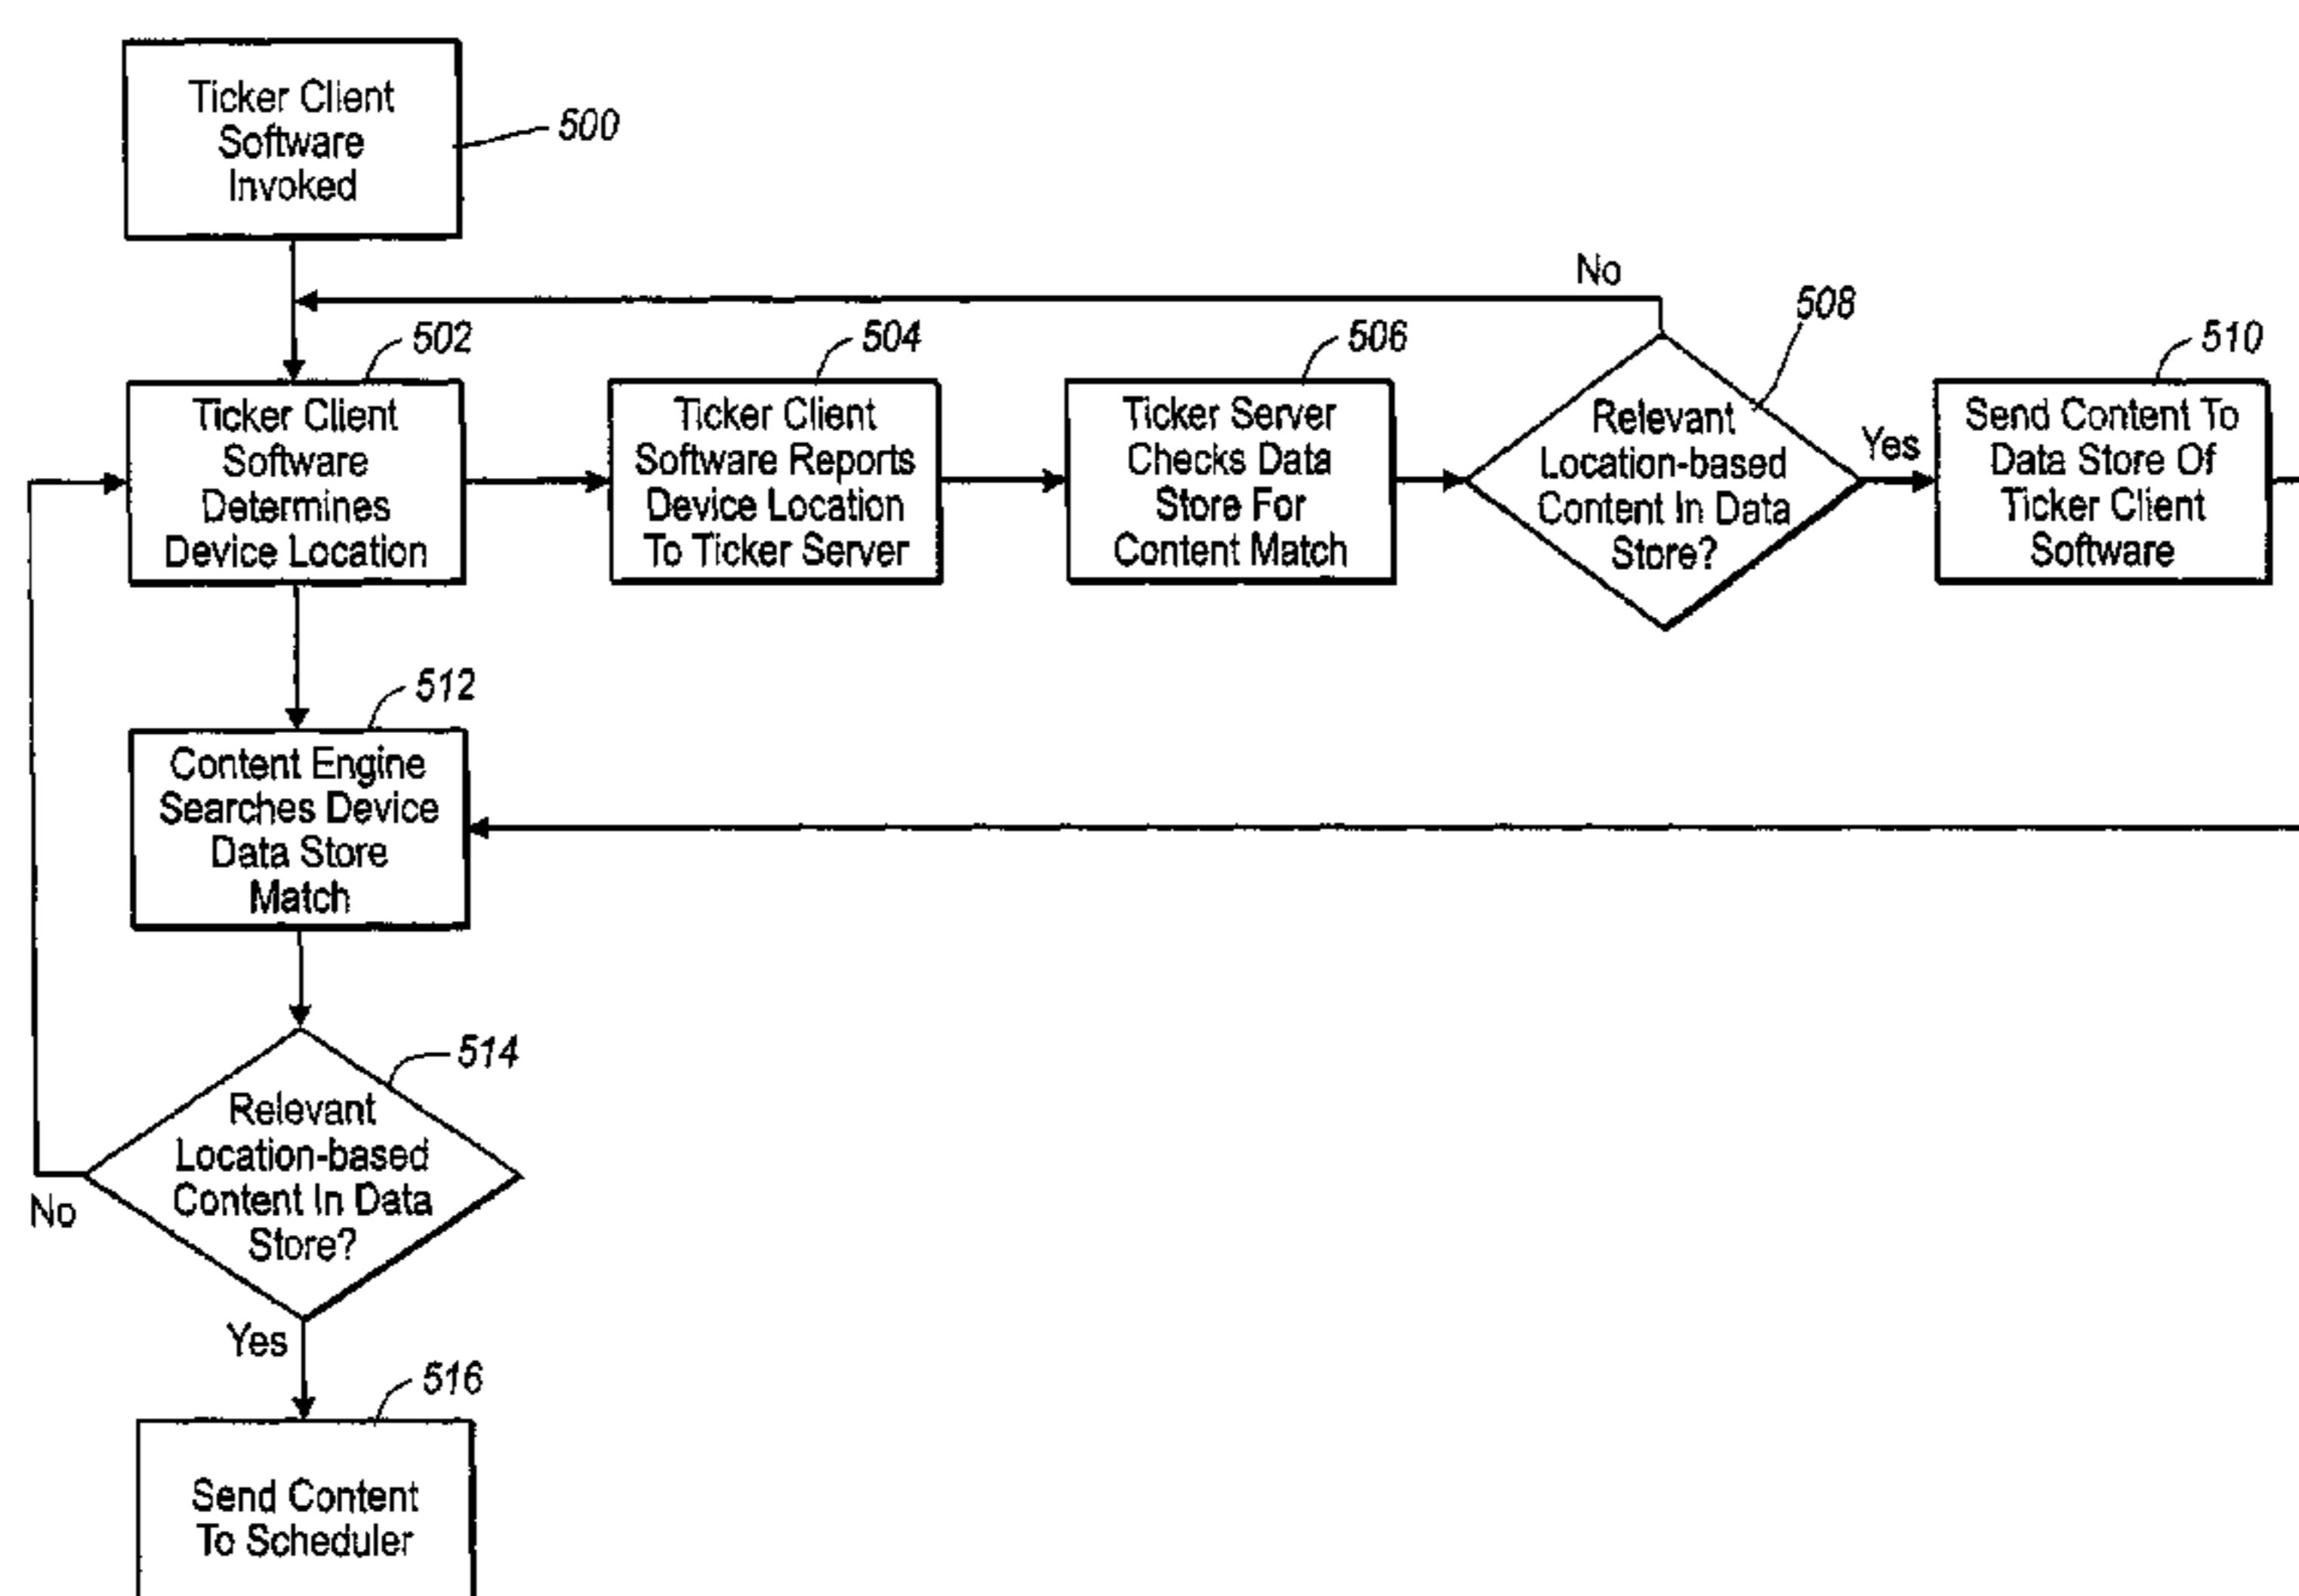 Ticker Client
Software
Invoked
500
No
502
504
506
508
510
Ticker Client
Software
Determines
Device Location
Ticker Client
Software Reports
Device Location
To Ticker Server
Ticker Server
Checks Data
Store For
Content Match
Relevant
Location-based
Content In Data
Store?
Yes
Send Content To
Data Store Of
Ticker Client
Software
512
Content Engine
Searches Device
Data Store
Match
514
Relevant
Location-based
Content In Data
Store?
No
Yes
516
Send Content
To Scheduler